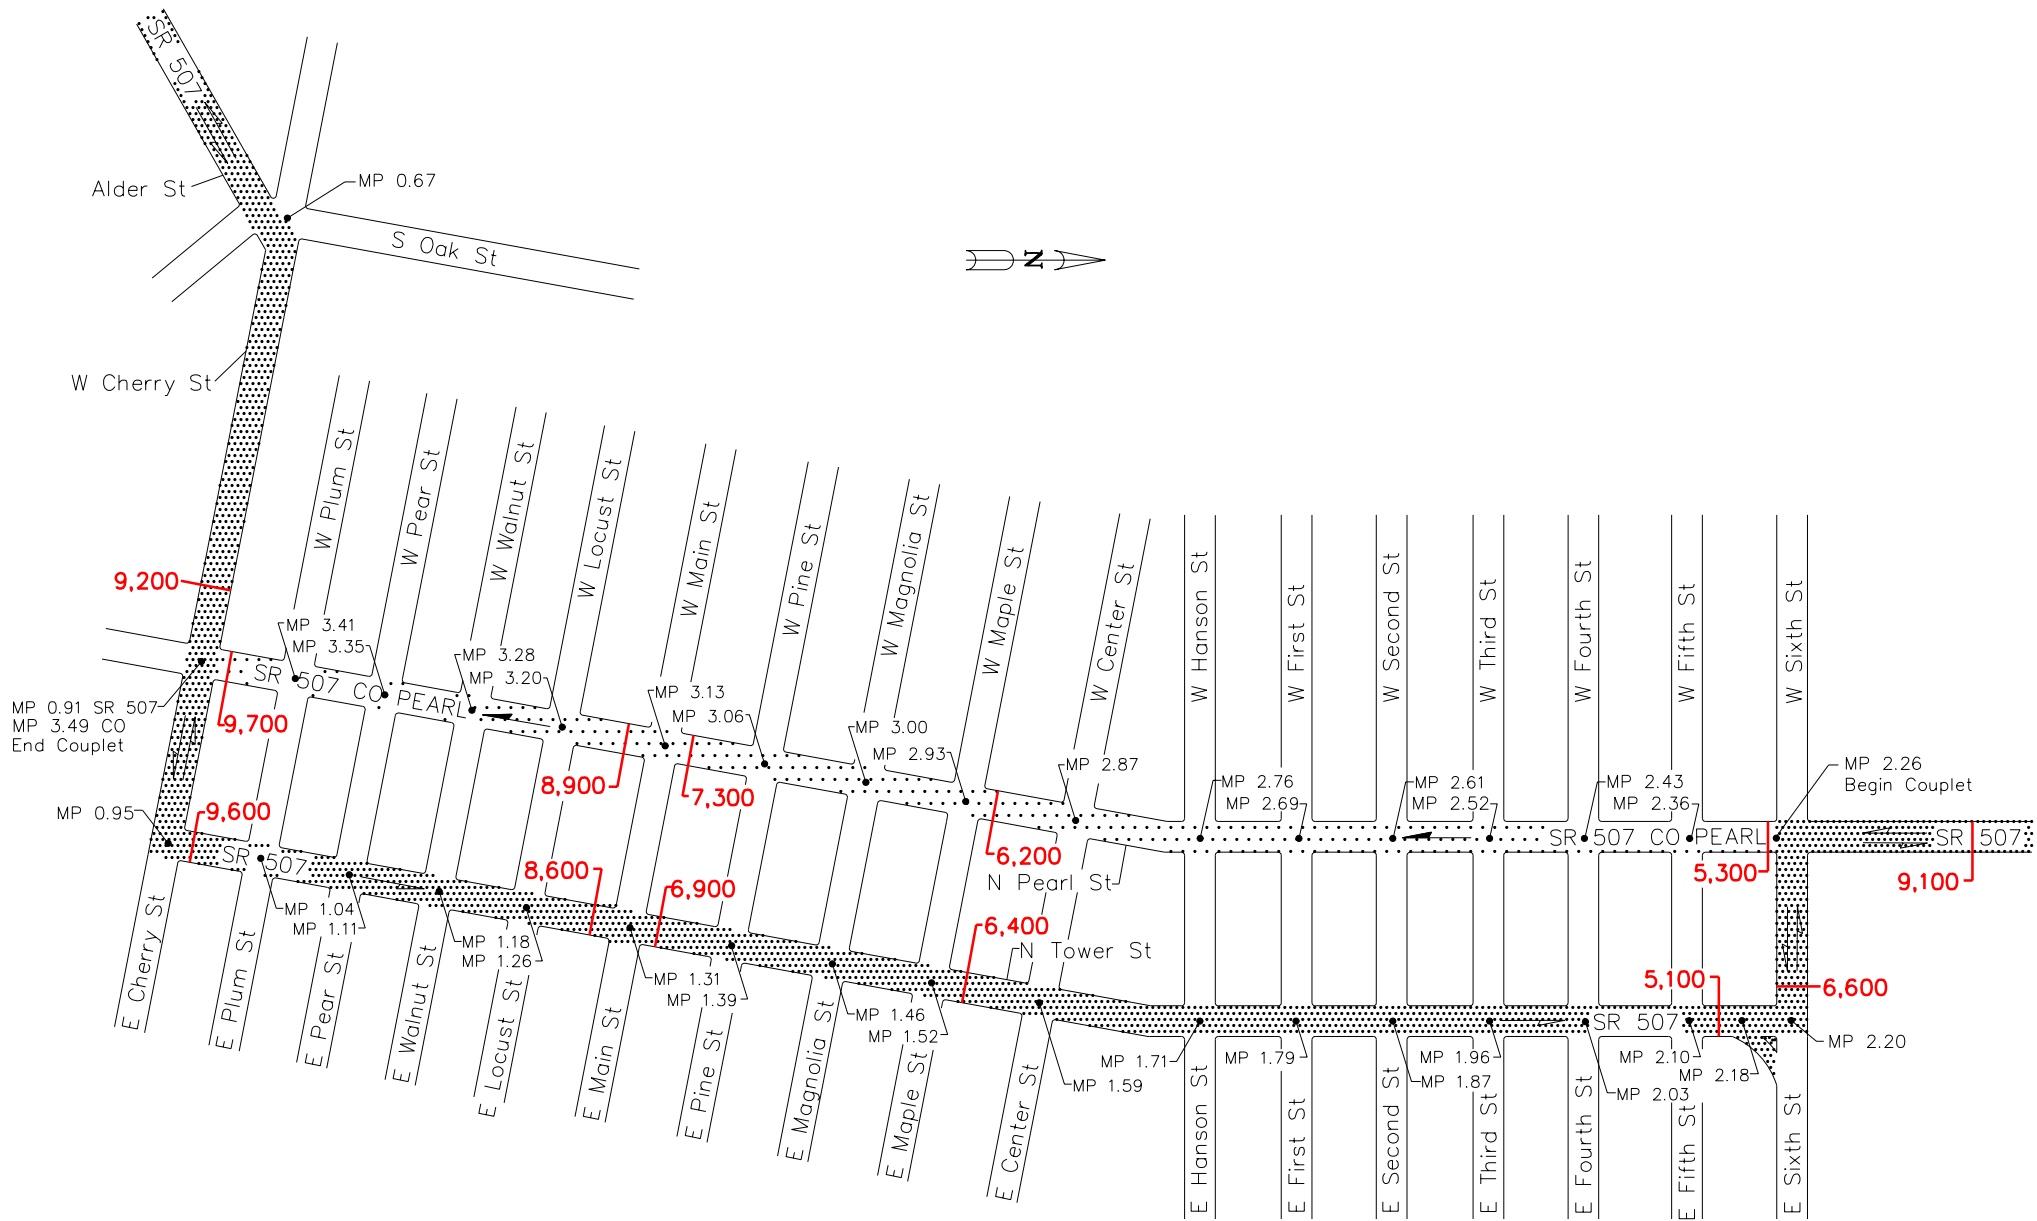 SR 507
Alder St
MP 0.67
S Oak St
N
W Cherry St
W Plum St
W Pear St
W Walnut St
W Locust St
W Main St
W Pine St
W Magnolia St
W Maple St
W Center St
W Hanson St
W First St
W Second St
W Third St
W Fourth St
W Fifth St
W Sixth St
9,200
MP 3.41
MP 3.35
MP 3.28
MP 3.20
MP 3.13
MP 3.06
MP 3.00
MP 2.93
MP 2.87
MP 2.76
MP 2.69
MP 2.61
MP 2.52
MP 2.43
MP 2.36
MP 2.26
Begin Couplet
SR 507 CO PEARL
MP 0.91 SR 507
MP 3.49 CO
End Couplet
9,700
8,900
7,300
6,200
SR 507 CO PEARL
5,300
SR 507
9,100
N Pearl St
MP 0.95
9,600
SR 507
8,600
6,900
6,400
N Tower St
5,100
6,600
SR 507
MP 1.04
MP 1.11
MP 1.18
MP 1.26
MP 1.31
MP 1.39
MP 1.46
MP 1.52
MP 1.59
MP 1.71
MP 1.79
MP 1.87
MP 1.96
MP 2.03
MP 2.10
MP 2.18
MP 2.20
E Cherry St
E Plum St
E Pear St
E Walnut St
E Locust St
E Main St
E Pine St
E Magnolia St
E Maple St
E Center St
E Hanson St
E First St
E Second St
E Third St
E Fourth St
E Fifth St
E Sixth St